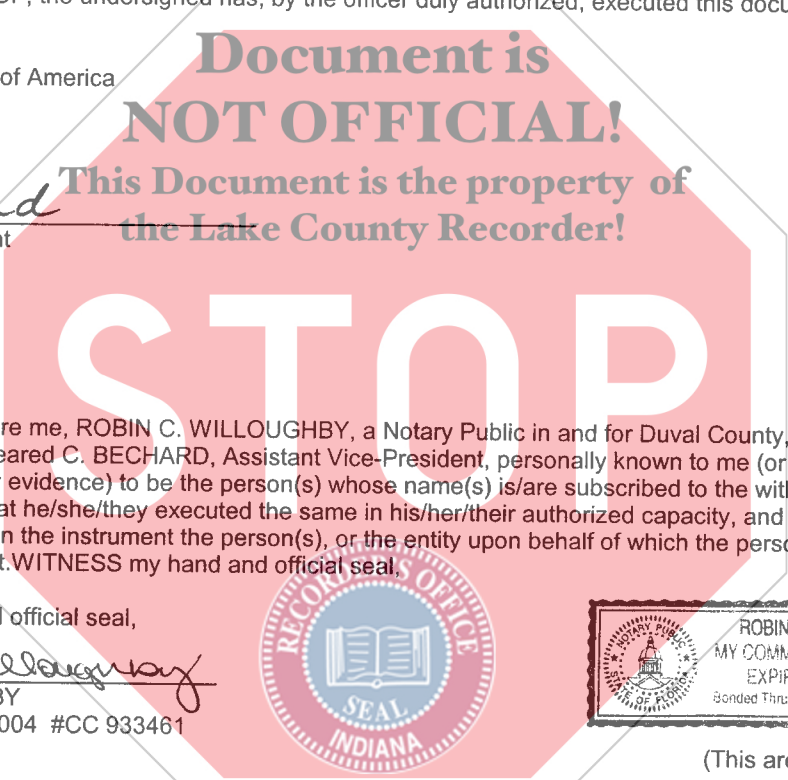 the undersigned has, by the officer duly authorized, executed this docu
Document is
of America
NOT OFFICIAL!
This Document is the property of
the Lake County Recorder!
STOP
re me, ROBIN C. WILLOUGHBY, a Notary Public in and for Duval County,
eared C. BECHARD, Assistant Vice-President, personally known to me (or
evidence) to be the person(s) whose name(s) is/are subscribed to the with
at he/she/they executed the same in his/her/their authorized capacity, and
n the instrument the person(s), or the entity upon behalf of which the perso
t.WITNESS my hand and official seal,
official seal,
RECORDER'S OFFICE
SEAL
INDIANA
lloughby
BY
004 #CC 933461
NOTARY PUBLIC
STATE OF FLORIDA
ROBIN
MY COMM
EXPIR
Bonded Thru
(This are